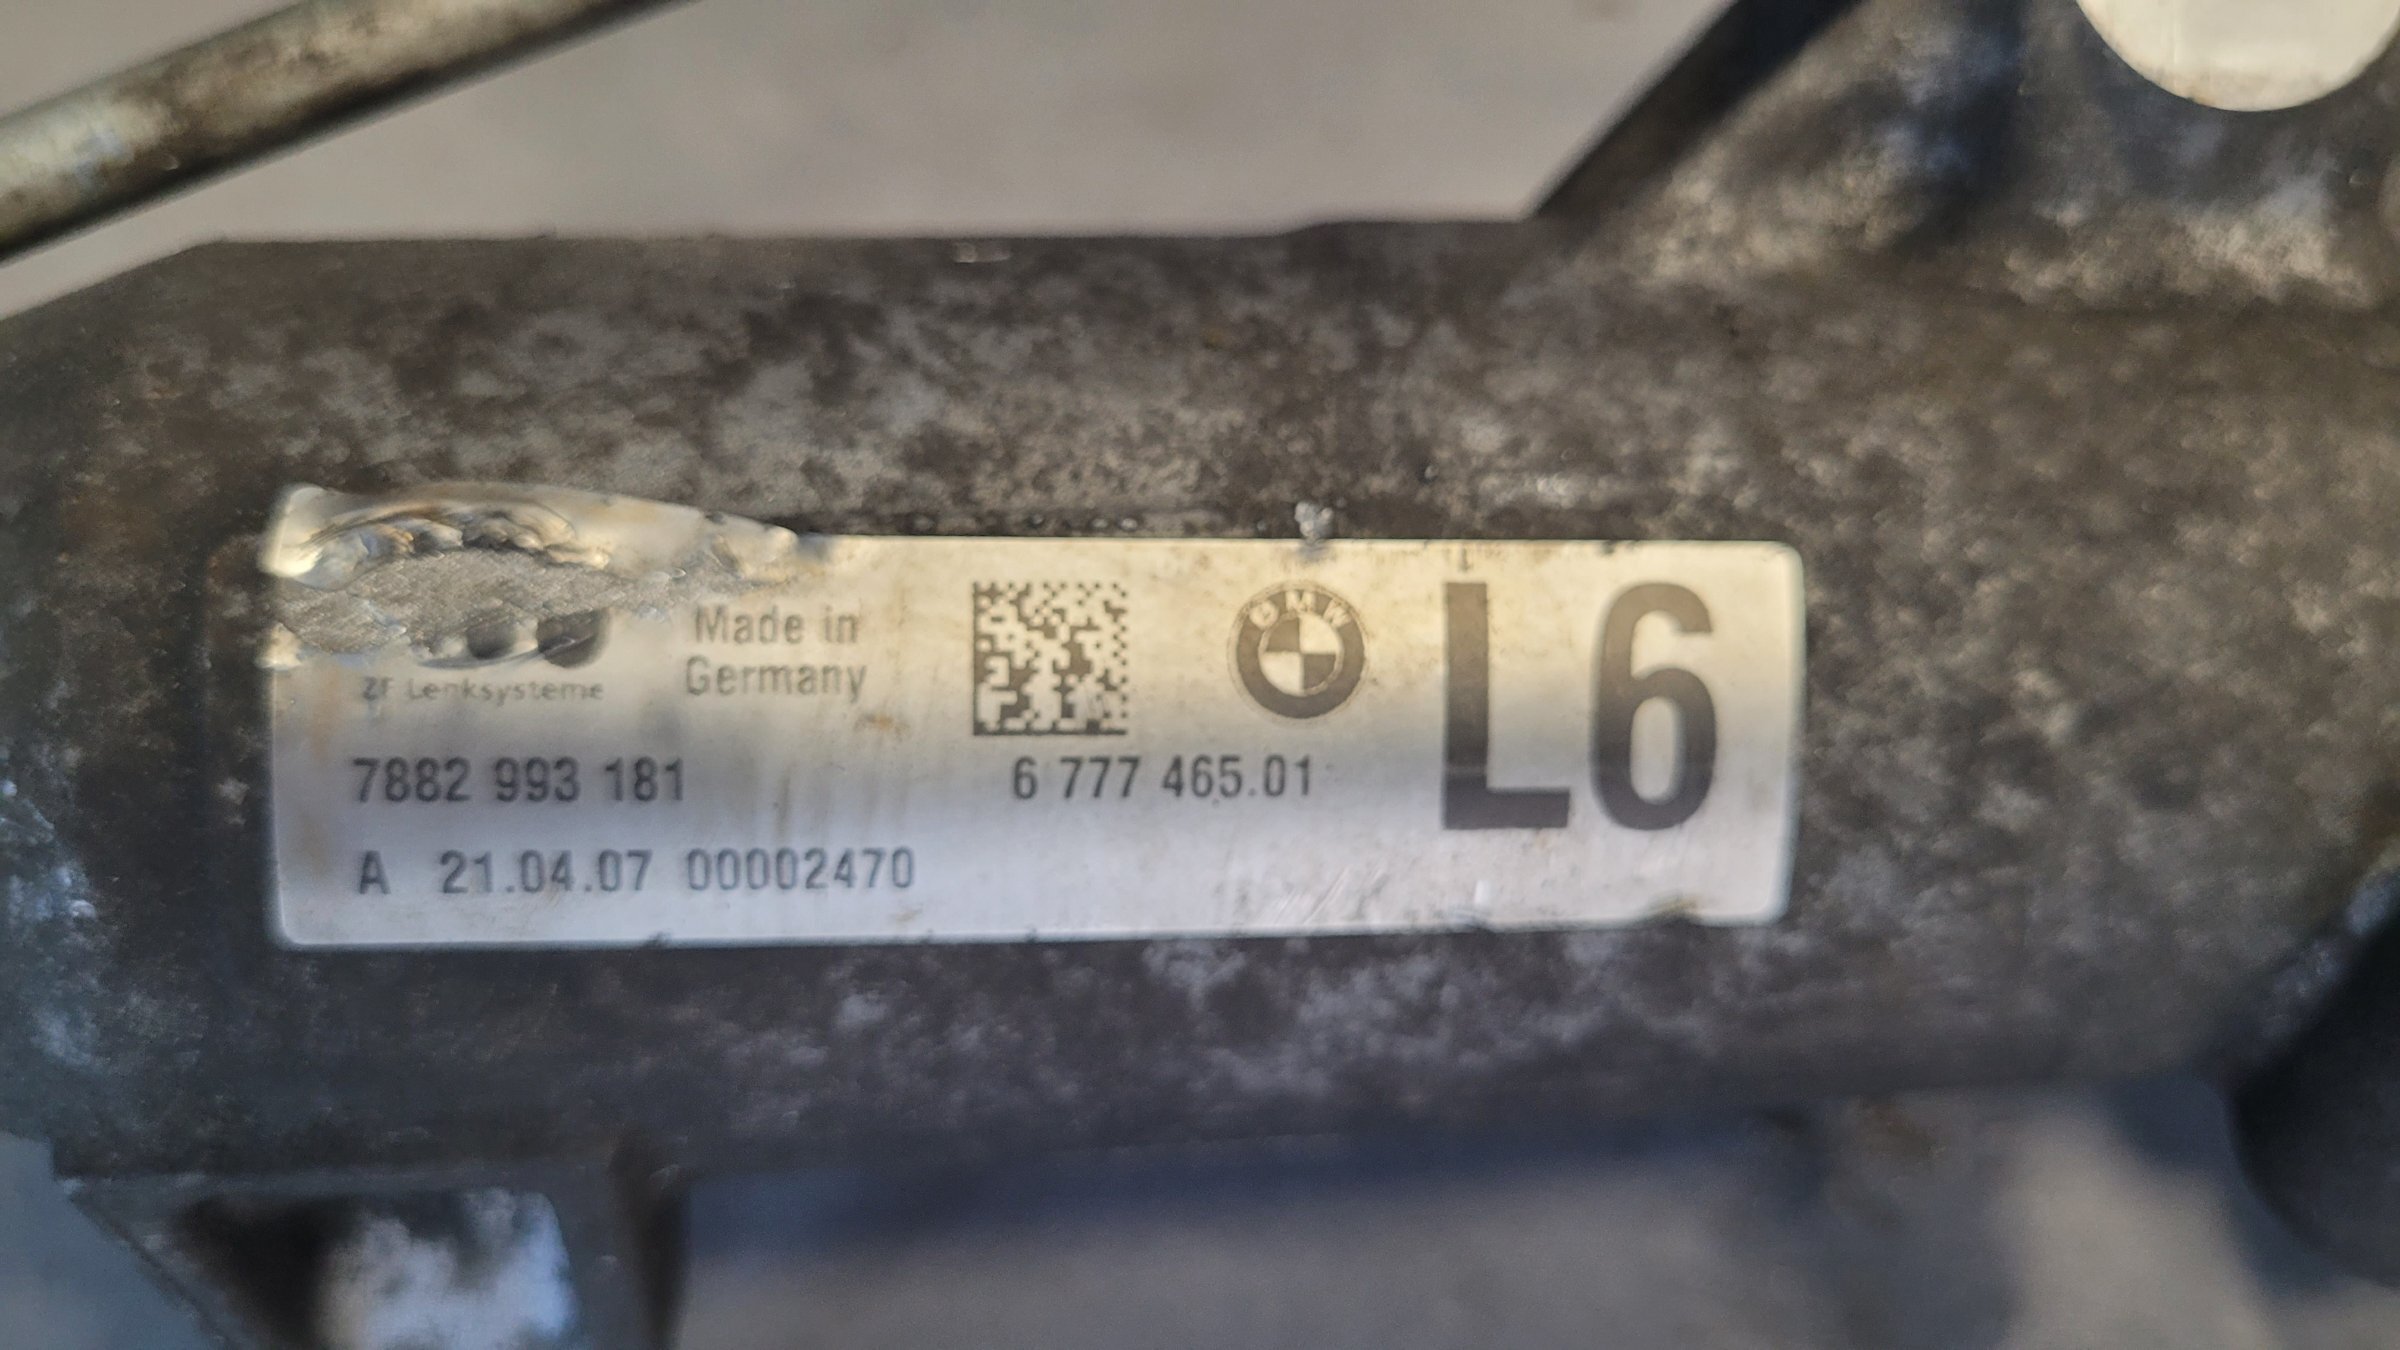 ZF Lenksysteme
Made in
Germany
BMW
L6
7882 993 181
6 777 465.01
A 21.04.07 00002470